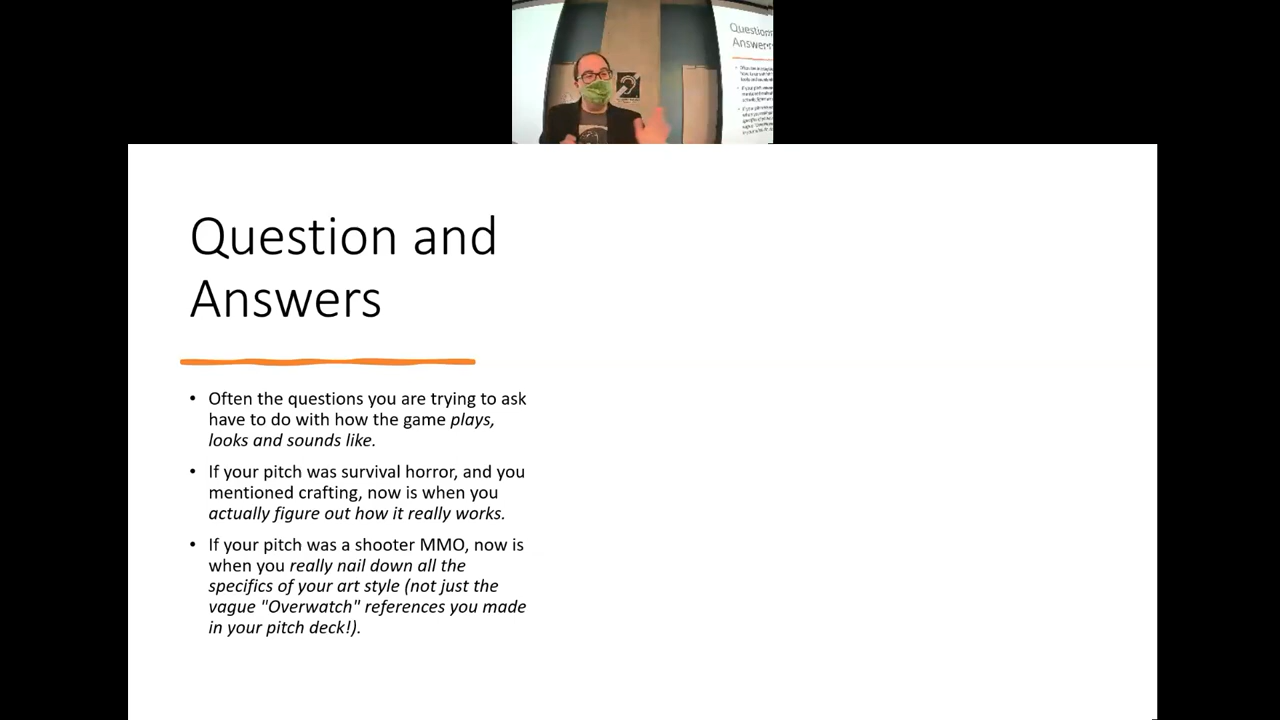 Question
Answers
Question and
Answers
• Often the questions you are trying to ask
have to do with how the game plays,
looks and sounds like.
• If your pitch was survival horror, and you
mentioned crafting, now is when you
actually figure out how it really works.
• If your pitch was a shooter MMO, now is
when you really nail down all the
specifics of your art style (not just the
vague "Overwatch" references you made
in your pitch deck!).